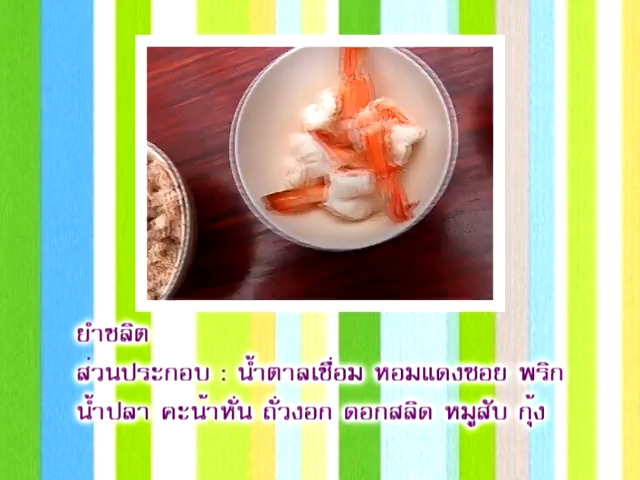 ยำชลิต
ส่วนประกอบ : น้ำตาลเชื่อม หอมแดงซอย พริก
น้ำปลา คะน้าหั่น ถั่วงอก ดอกสลิด หมูสับ กุ้ง